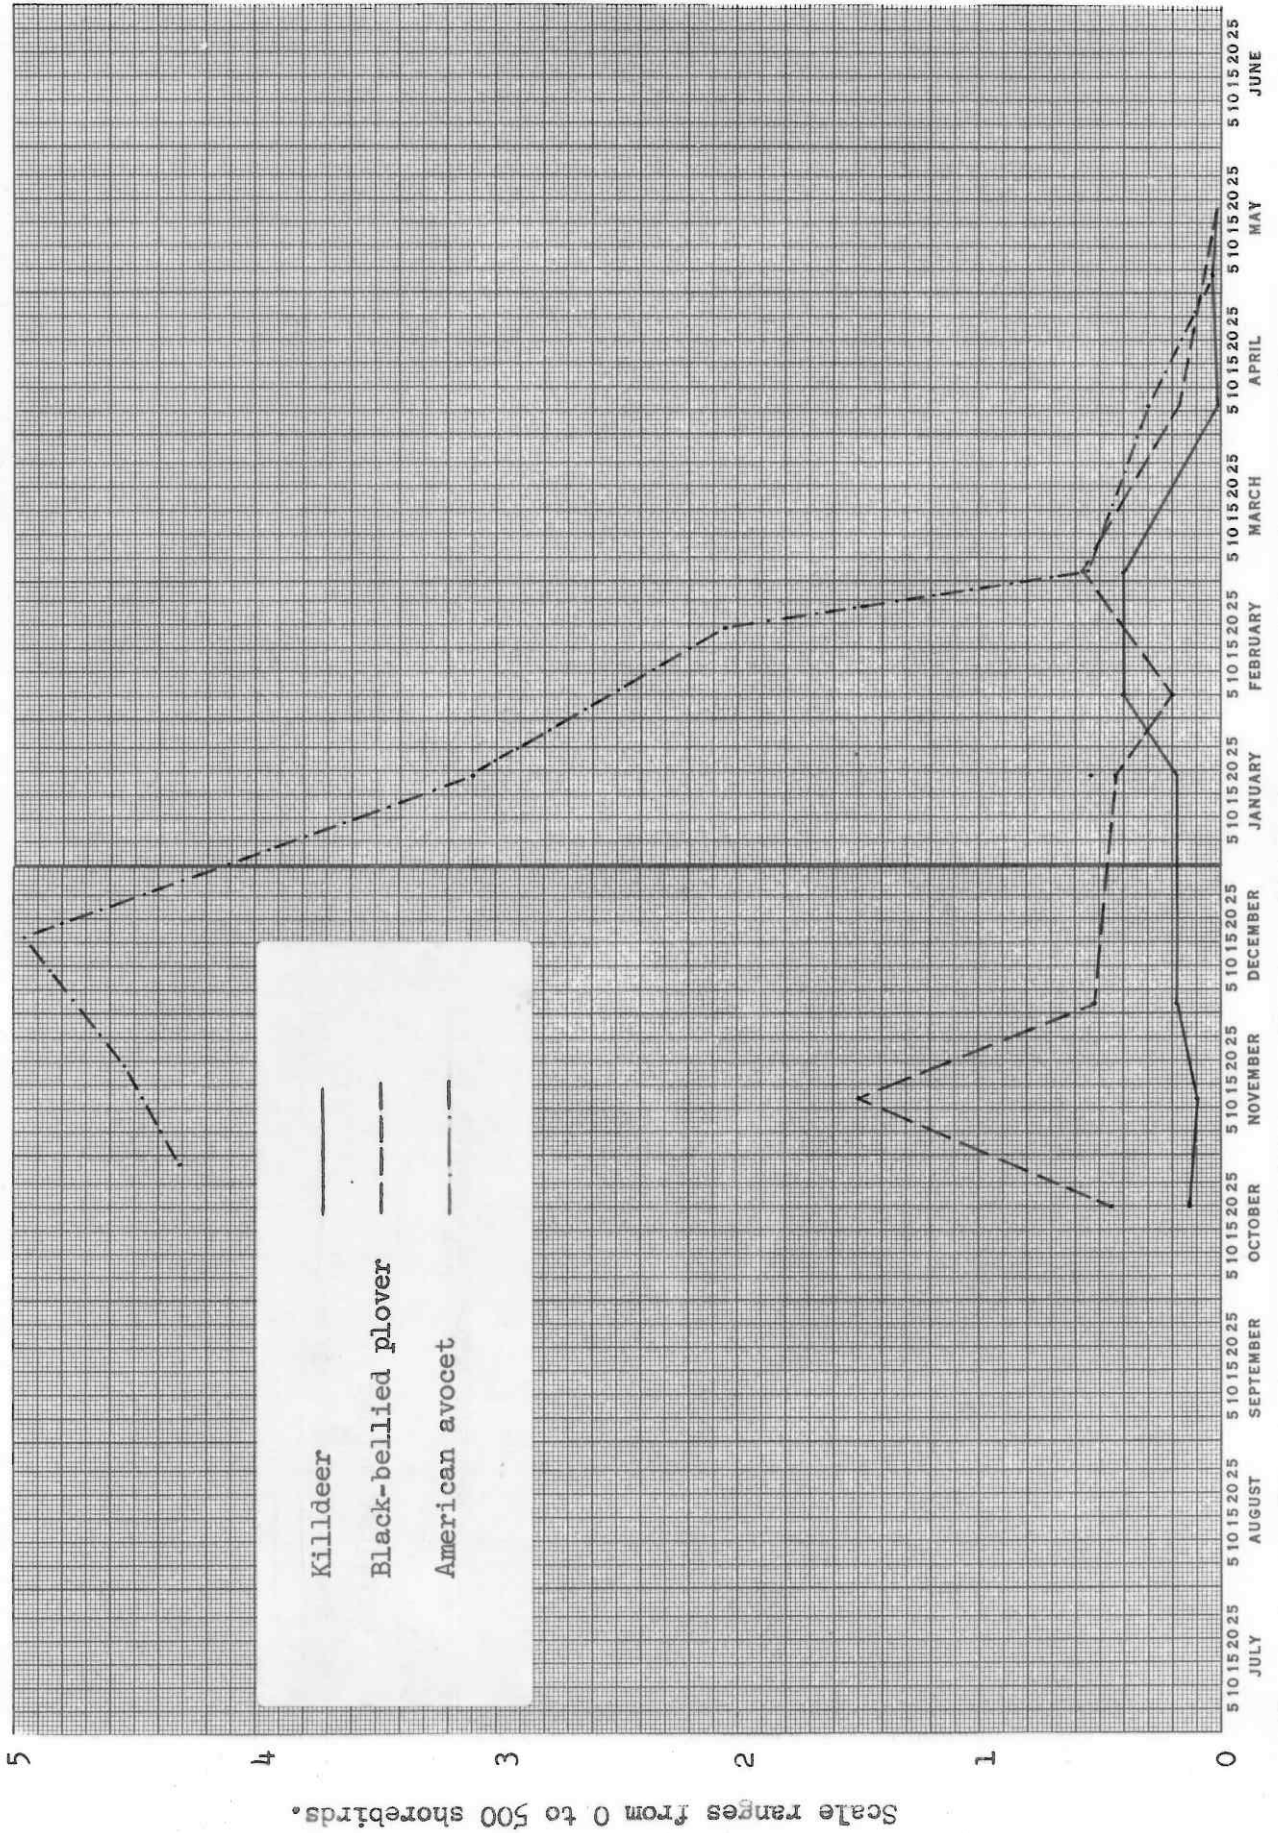 Scale ranges from 0 to 500 shorebirds.
5
4
3
2
1
0
Killdeer
Black-bellied plover
American avocet
5 10 15 20 25 5 10 15 20 25 5 10 15 20 25 5 10 15 20 25 5 10 15 20 25 5 10 15 20 25 5 10 15 20 25 5 10 15 20 25 5 10 15 20 25 5 10 15 20 25 5 10 15 20 25 5 10 15 20 25
JULY AUGUST SEPTEMBER OCTOBER NOVEMBER DECEMBER JANUARY FEBRUARY MARCH APRIL MAY JUNE